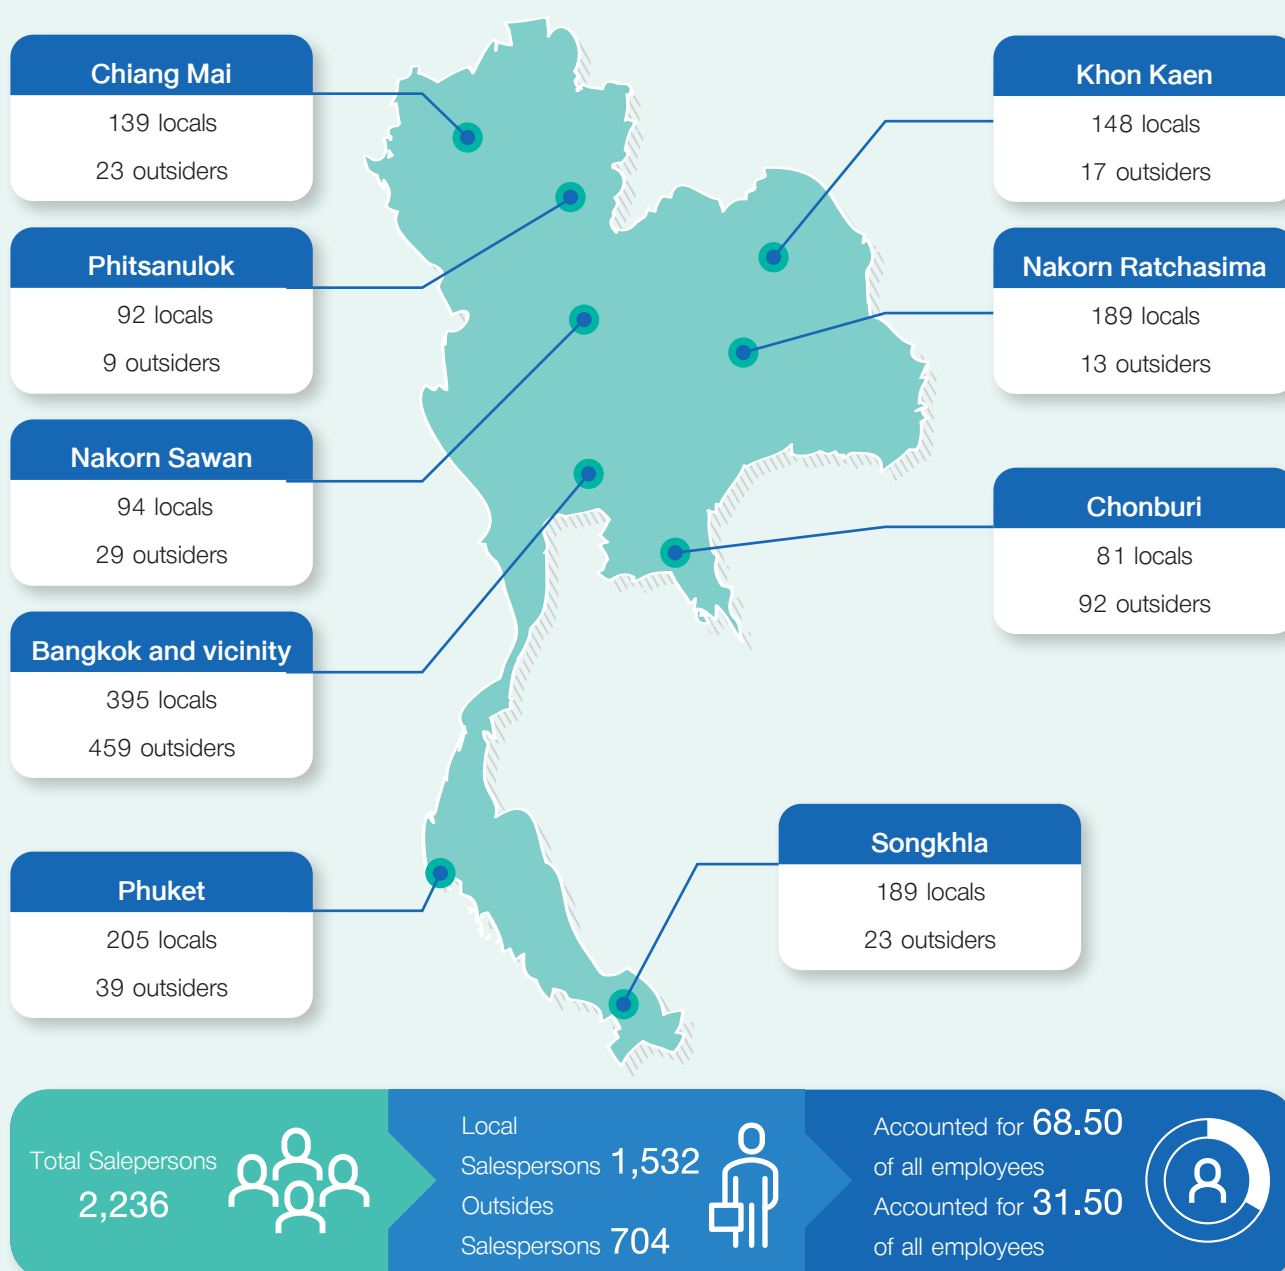 Chiang Mai
139 locals
23 outsiders
Phitsanulok
92 locals
9 outsiders
Nakorn Sawan
94 locals
29 outsiders
Bangkok and vicinity
395 locals
459 outsiders
Phuket
205 locals
39 outsiders
Khon Kaen
148 locals
17 outsiders
Nakorn Ratchasima
189 locals
13 outsiders
Chonburi
81 locals
92 outsiders
Songkhla
189 locals
23 outsiders
Total Salepersons
2,236
Local
Salespersons 1,532
Outsides
Salespersons 704
Accounted for 68.50
of all employees
Accounted for 31.50
of all employees